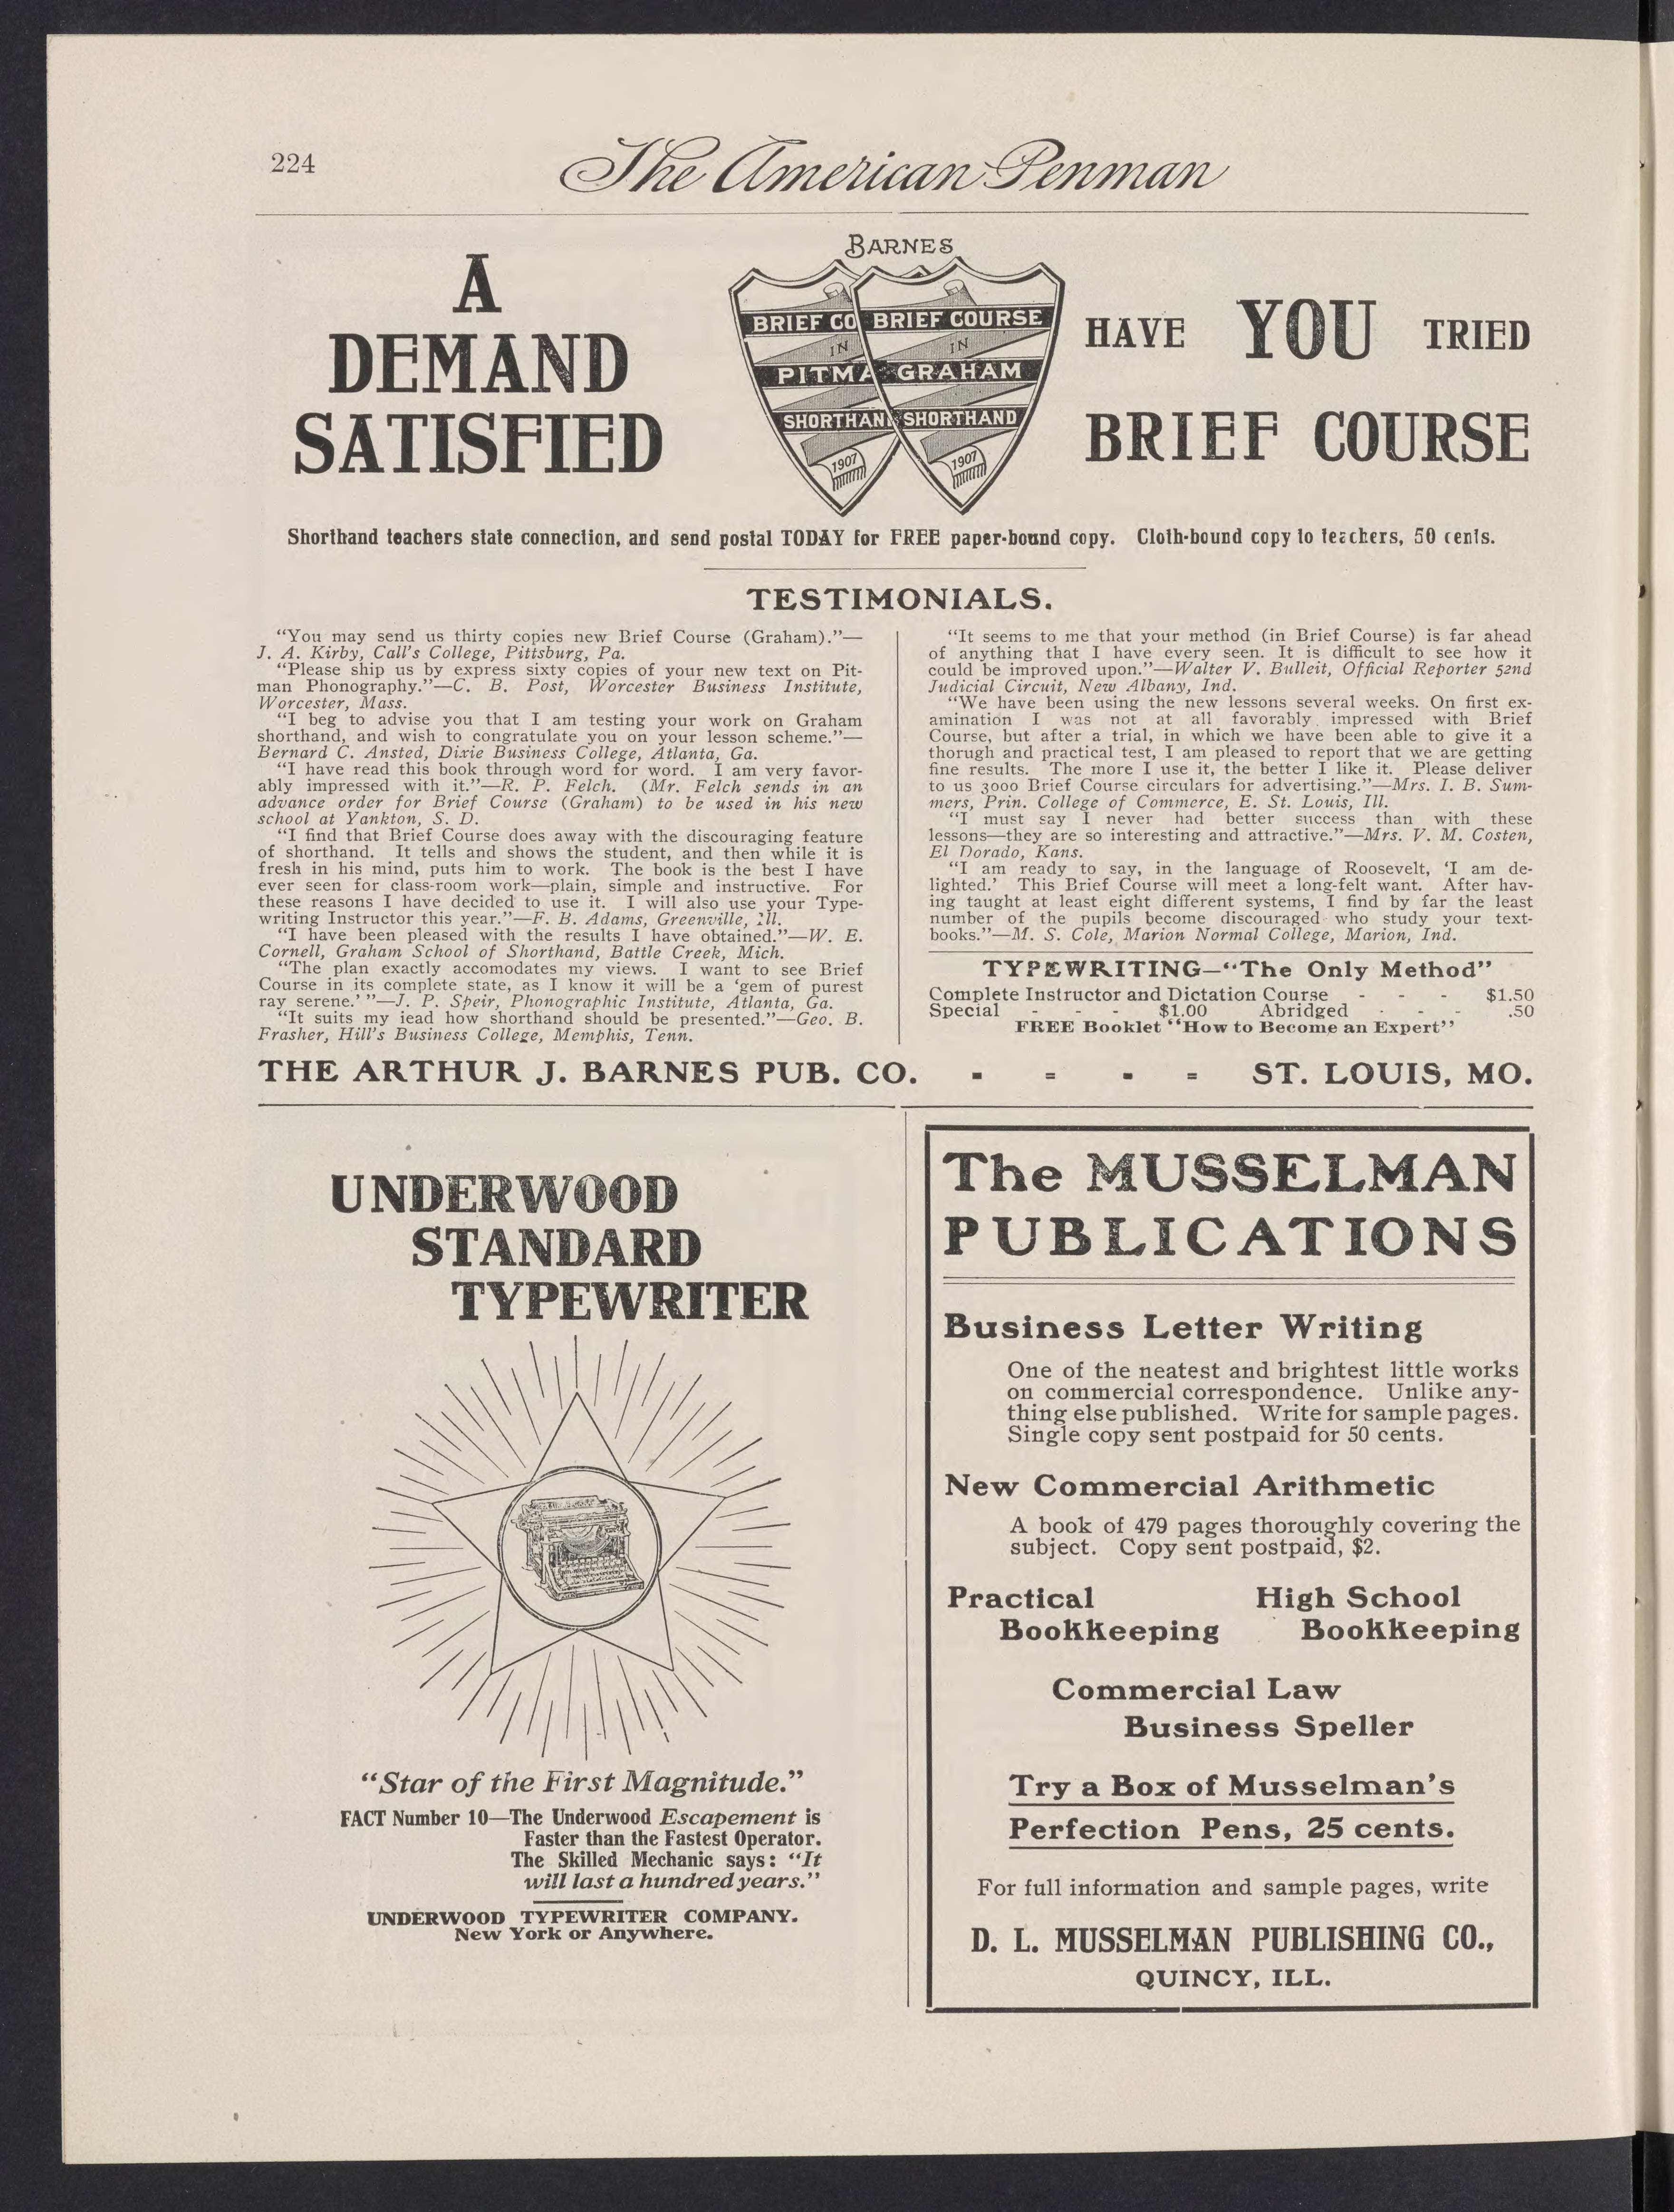 224
The American Penman
A
DEMAND
SATISFIED
BARNES
BRIEF CO
IN
PITMA
SHORTHAN
1907
BRIEF COURSE
IN
GRAHAM
SHORTHAND
1907
HAVE YOU TRIED
BRIEF COURSE
Shorthand teachers state connection, and send postal TODAY for FREE paper-bound copy. Cloth-bound copy to teachers, 50 cents.
TESTIMONIALS.
"You may send us thirty copies new Brief Course (Graham)."—
J. A. Kirby, Call's College, Pittsburg, Pa.
"Please ship us by express sixty copies of your new text on Pit-
man Phonography."—C. B. Post, Worcester Business Institute,
Worcester, Mass.
"I beg to advise you that I am testing your work on Graham
shorthand, and wish to congratulate you on your lesson scheme."—
Bernard C. Ansted, Dixie Business College, Atlanta, Ga.
"I have read this book through word for word. I am very favor-
ably impressed with it."—R. P. Felch. (Mr. Felch sends in an
advance order for Brief Course (Graham) to be used in his new
school at Yankton, S. D.
"I find that Brief Course does away with the discouraging feature
of shorthand. It tells and shows the student, and then while it is
fresh in his mind, puts him to work. The book is the best I have
ever seen for class-room work—plain, simple and instructive. For
these reasons I have decided to use it. I will also use your Type-
writing Instructor this year."—F. B. Adams, Greenville, Ill.
"I have been pleased with the results I have obtained."—W. E.
Cornell, Graham School of Shorthand, Battle Creek, Mich.
"The plan exactly accomodates my views. I want to see Brief
Course in its complete state, as I know it will be a 'gem of purest
ray serene.' "—J. P. Speir, Phonographic Institute, Atlanta, Ga.
"It suits my iead how shorthand should be presented."—Geo. B.
Frasher, Hill's Business College, Memphis, Tenn.
"It seems to me that your method (in Brief Course) is far ahead
of anything that I have every seen. It is difficult to see how it
could be improved upon."—Walter V. Bulleit, Official Reporter 52nd
Judicial Circuit, New Albany, Ind.
"We have been using the new lessons several weeks. On first ex-
amination I was not at all favorably impressed with Brief
Course, but after a trial, in which we have been able to give it a
thorugh and practical test, I am pleased to report that we are getting
fine results. The more I use it, the better I like it. Please deliver
to us 3000 Brief Course circulars for advertising."—Mrs. I. B. Sum-
mers, Prin. College of Commerce, E. St. Louis, Ill.
"I must say I never had better success than with these
lessons—they are so interesting and attractive."—Mrs. V. M. Costen,
El Dorado, Kans.
"I am ready to say, in the language of Roosevelt, 'I am de-
lighted.' This Brief Course will meet a long-felt want. After hav-
ing taught at least eight different systems, I find by far the least
number of the pupils become discouraged who study your text-
books."—M. S. Cole, Marion Normal College, Marion, Ind.
TYPEWRITING—"The Only Method"
Complete Instructor and Dictation Course - - - $1.50
Special - - - $1.00 Abridged - - - .50
FREE Booklet "How to Become an Expert"
THE ARTHUR J. BARNES PUB. CO. - = - = ST. LOUIS, MO.
UNDERWOOD
STANDARD
TYPEWRITER
"Star of the First Magnitude."
FACT Number 10—The Underwood Escapement is
Faster than the Fastest Operator.
The Skilled Mechanic says: "It
will last a hundred years."
UNDERWOOD TYPEWRITER COMPANY.
New York or Anywhere.
The MUSSELMAN
PUBLICATIONS
Business Letter Writing
One of the neatest and brightest little works
on commercial correspondence. Unlike any-
thing else published. Write for sample pages.
Single copy sent postpaid for 50 cents.
New Commercial Arithmetic
A book of 479 pages thoroughly covering the
subject. Copy sent postpaid, $2.
Practical
Bookkeeping
High School
Bookkeeping
Commercial Law
Business Speller
Try a Box of Musselman's
Perfection Pens, 25 cents.
For full information and sample pages, write
D. L. MUSSELMAN PUBLISHING CO.,
QUINCY, ILL.